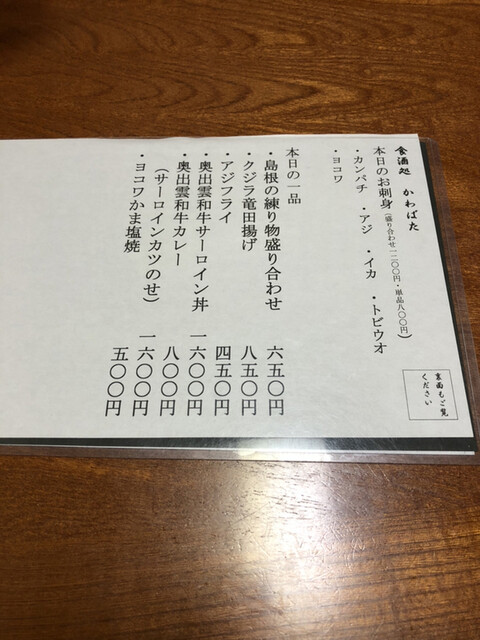 食酒処 かわばた
本日のお刺身(盛り合わせ一二〇〇円・単品八〇〇円)
・カンパチ ・アジ ・イカ ・トビウオ
・ヨコワ
本日の一品
・島根の練り物盛り合わせ 六五〇円
・クジラ竜田揚げ 八五〇円
・アジフライ 四五〇円
・奥出雲和牛サーロイン丼 一六〇〇円
・奥出雲和牛カレー 八〇〇円
(サーロインカツのせ) 一六〇〇円
・ヨコワかま塩焼 五〇〇円
裏面もご覧
ください